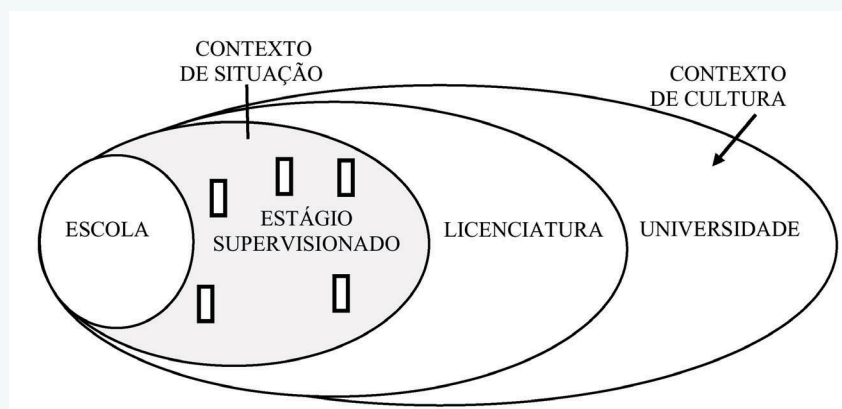 CONTEXTO
DE SITUAÇÃO
CONTEXTO
DE CULTURA
ESCOLA
ESTÁGIO
SUPERVISIONADO
LICENCIATURA
UNIVERSIDADE